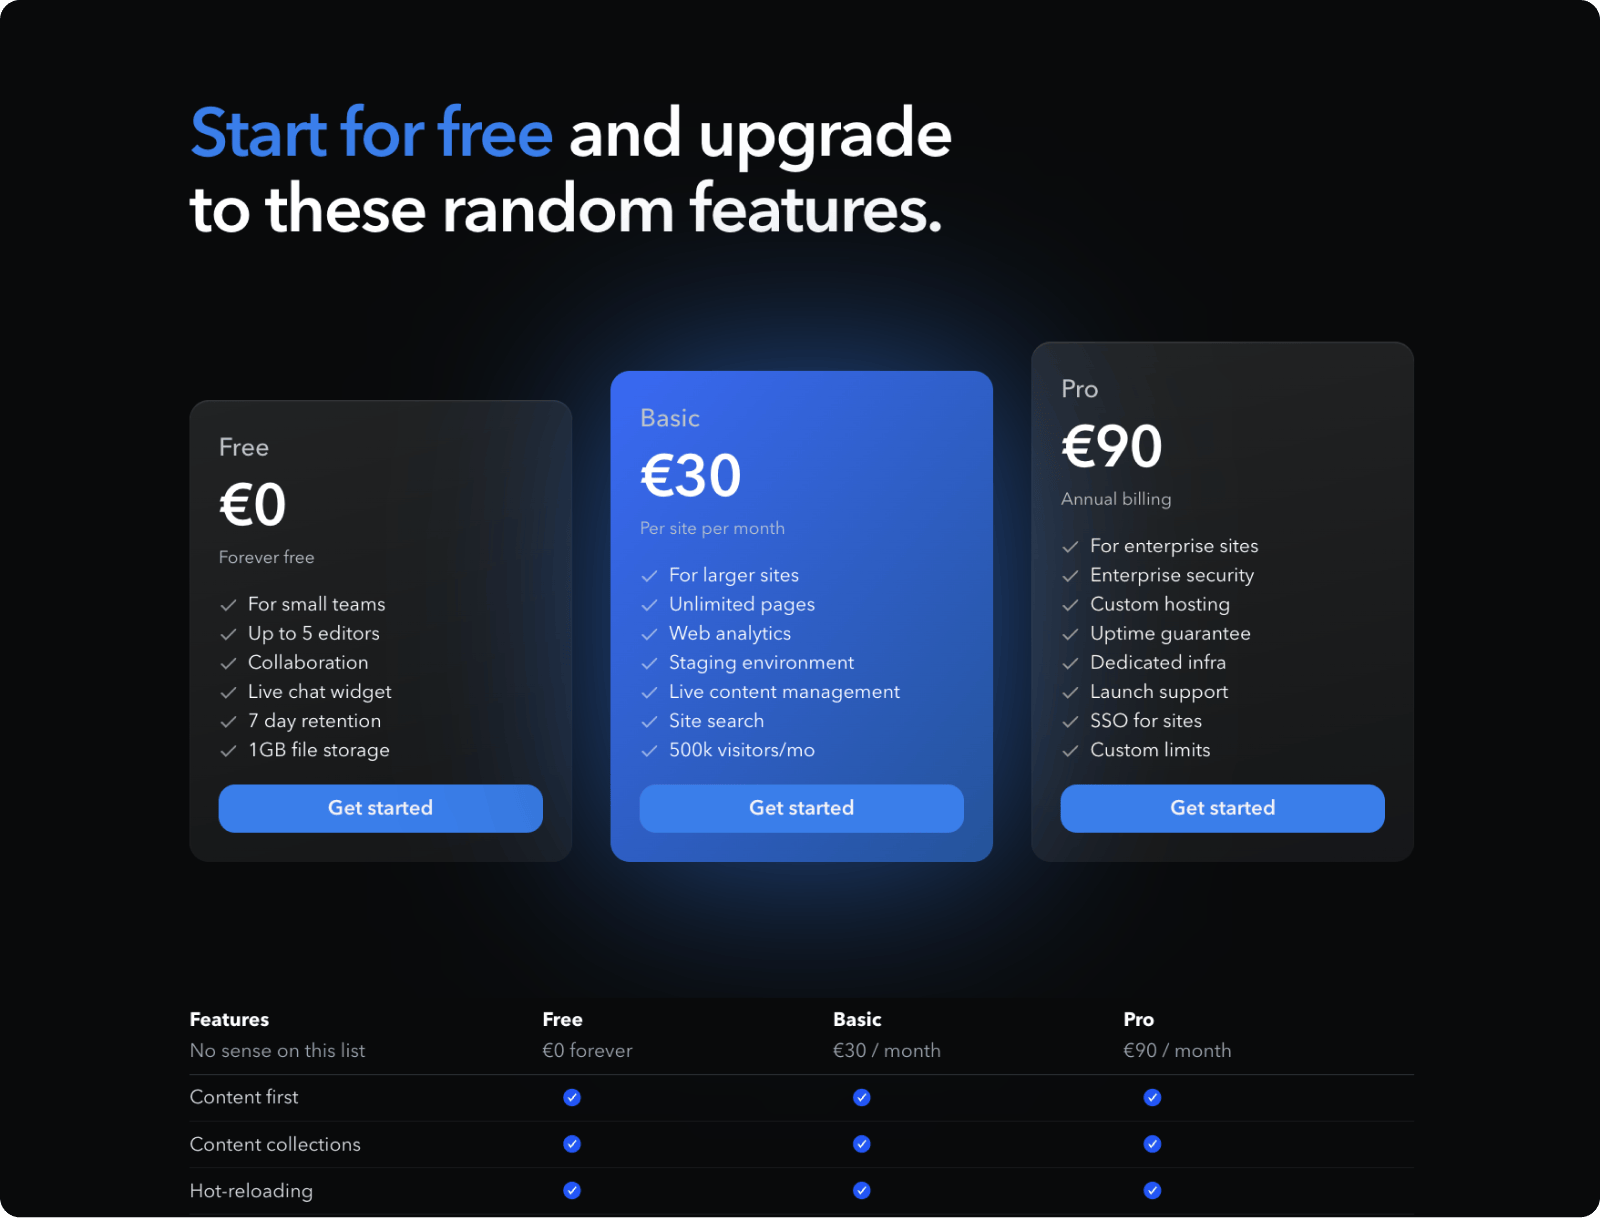 Start for free and upgrade
to these random features.
Free
€0
Forever free
For small teams
Up to 5 editors
Collaboration
Live chat widget
7 day retention
1GB file storage
Get started
Basic
€30
Per site per month
For larger sites
Unlimited pages
Web analytics
Staging environment
Live content management
Site search
500k visitors/mo
Get started
Pro
€90
Annual billing
For enterprise sites
Enterprise security
Custom hosting
Uptime guarantee
Dedicated infra
Launch support
SSO for sites
Custom limits
Get started
Features Free Basic Pro
No sense on this list €0 forever €30 / month €90 / month
Content first
Content collections
Hot-reloading